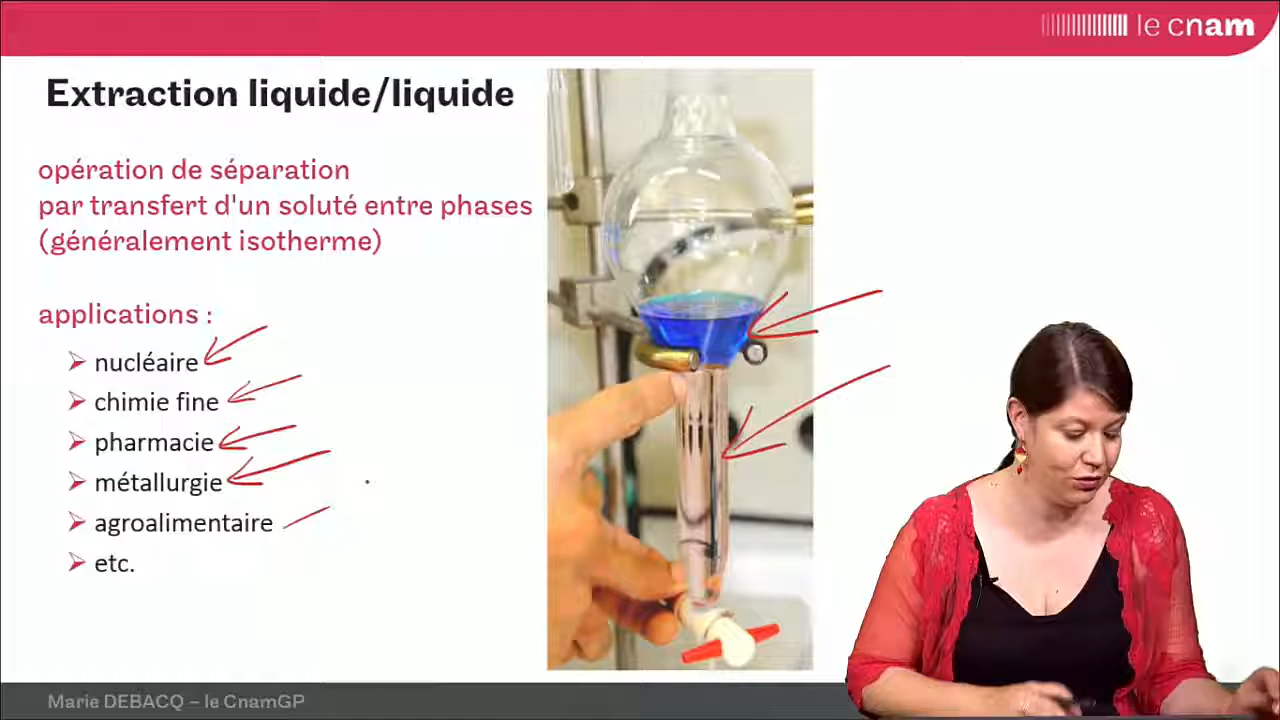 le cnam
Extraction liquide/liquide
opération de séparation
par transfert d'un soluté entre phases
(généralement isotherme)
applications :
nucléaire
chimie fine
pharmacie
métallurgie
agroalimentaire
etc.
Marie DEBACQ – le CnamGP